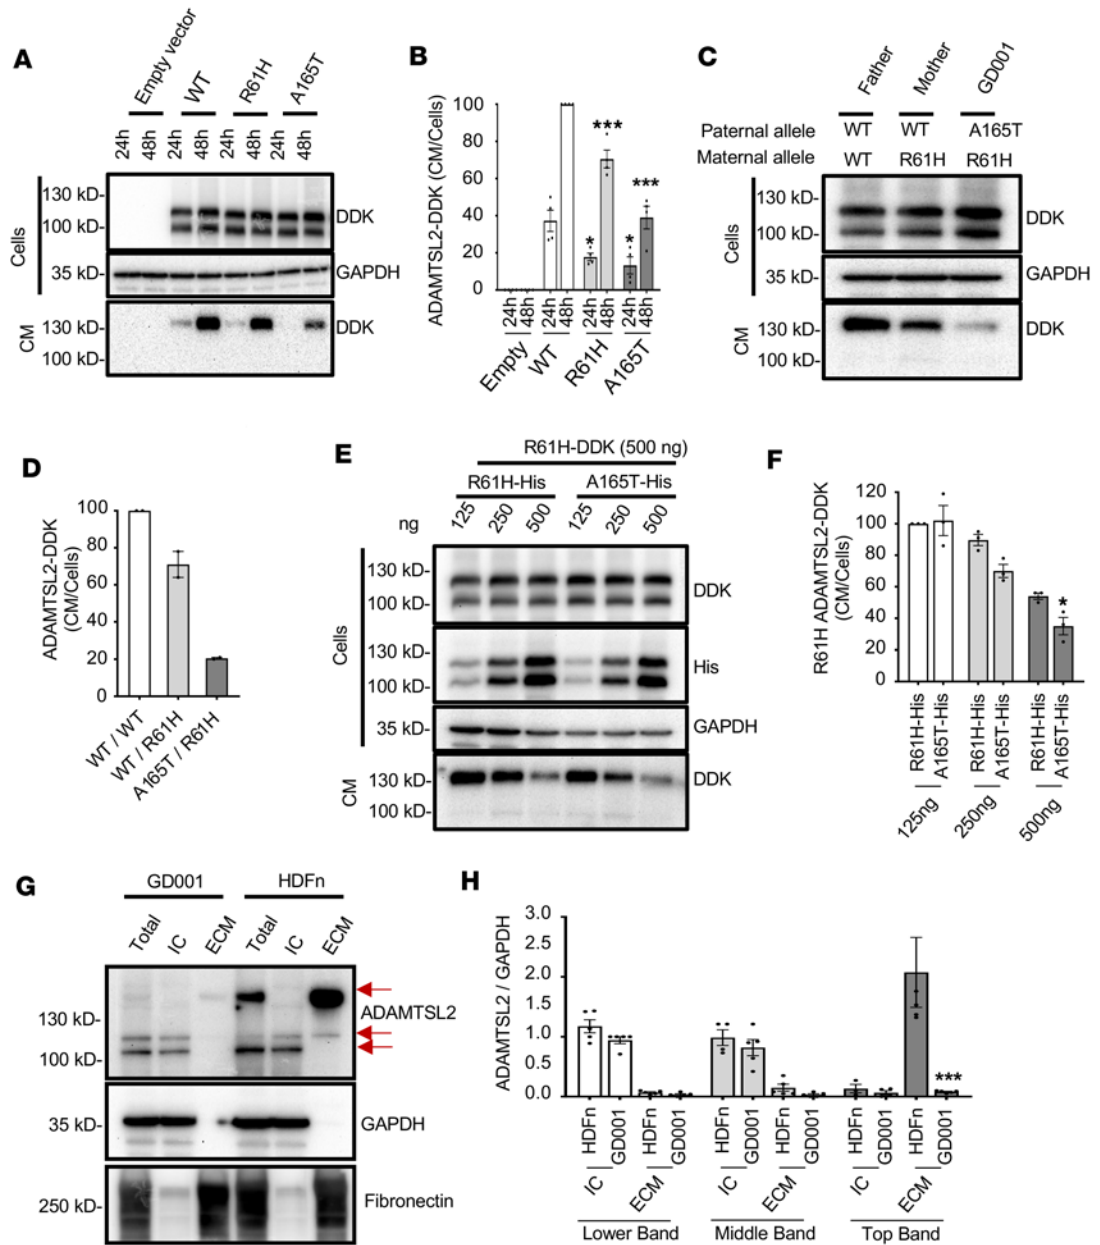 A
Empty vector
WT
R61H
A165T
24h 48h 24h 48h 24h 48h 24h 48h
Cells
130 kD-
100 kD-
DDK
35 kD-
GAPDH
CM
130 kD-
100 kD-
DDK
B
ADAMTSL2-DDK (CM/Cells)
100
80
60
40
20
0
* *** * ***
24h 48h 24h 48h 24h 48h 24h 48h
Empty
WT
R61H
A165T
C
Father
Mother
GD001
Paternal allele WT WT A165T
Maternal allele WT R61H R61H
Cells
130 kD-
100 kD-
DDK
35 kD-
GAPDH
CM
130 kD-
100 kD-
DDK
D
ADAMTSL2-DDK
(CM/Cells)
100
80
60
40
20
0
WT / WT
WT / R61H
A165T / R61H
E
R61H-DDK (500 ng)
R61H-His A165T-His
ng 125 250 500 125 250 500
Cells
130 kD-
100 kD-
DDK
130 kD-
100 kD-
His
35 kD-
GAPDH
CM
130 kD-
100 kD-
DDK
F
R61H ADAMTSL2-DDK
(CM/Cells)
120
100
80
60
40
20
0
*
R61H-His
A165T-His
R61H-His
A165T-His
R61H-His
A165T-His
125ng
250ng
500ng
G
GD001 HDFn
Total IC ECM Total IC ECM
130 kD-
100 kD-
ADAMTSL2
35 kD-
GAPDH
250 kD-
Fibronectin
H
ADAMTSL2 / GAPDH
3.0
2.0
1.0
0.0
***
HDFn GD001 HDFn GD001 HDFn GD001 HDFn GD001 HDFn GD001 HDFn GD001
IC ECM IC ECM IC ECM
Lower Band Middle Band Top Band